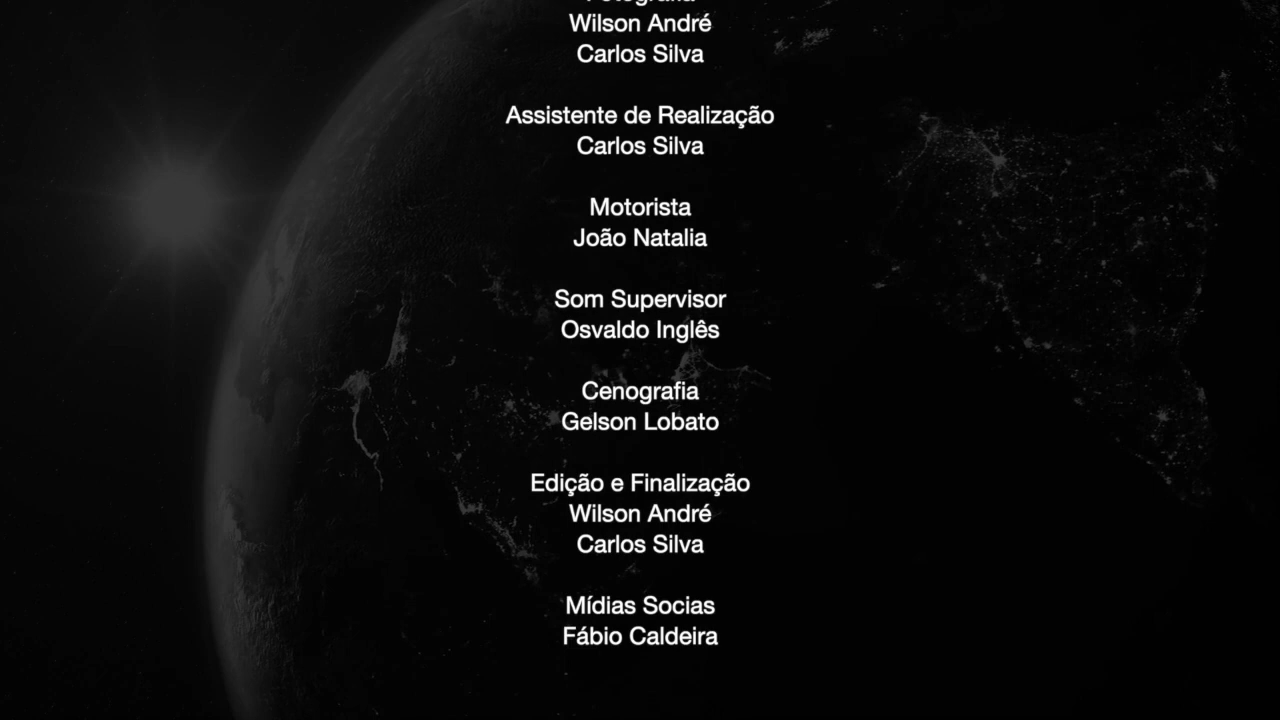 Fotografia
Wilson André
Carlos Silva
Assistente de Realização
Carlos Silva
Motorista
João Natalia
Som Supervisor
Osvaldo Inglês
Cenografia
Gelson Lobato
Edição e Finalização
Wilson André
Carlos Silva
Mídias Socias
Fábio Caldeira